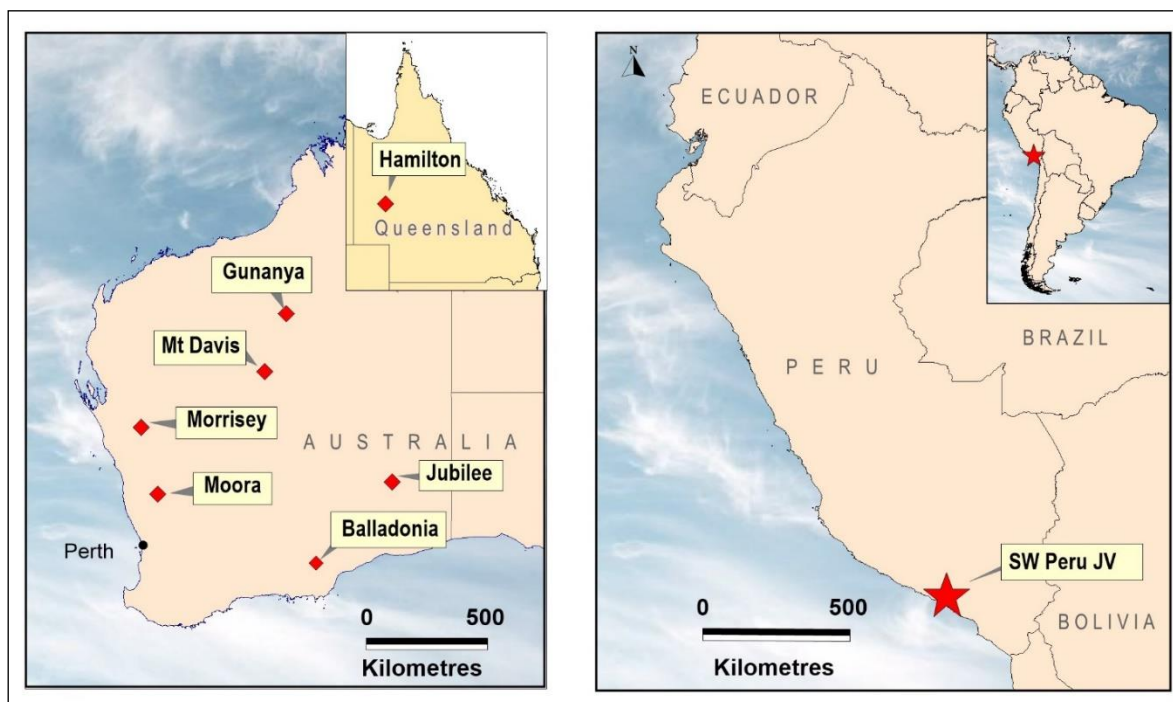 Hamilton
Queensland
Gunanya
Mt Davis
Morrisey
AUSTRALIA
Jubilee
Moora
Balladonia
Perth
0 500
Kilometres
N
ECUADOR
PERU
BRAZIL
SW Peru JV
BOLIVIA
0 500
Kilometres